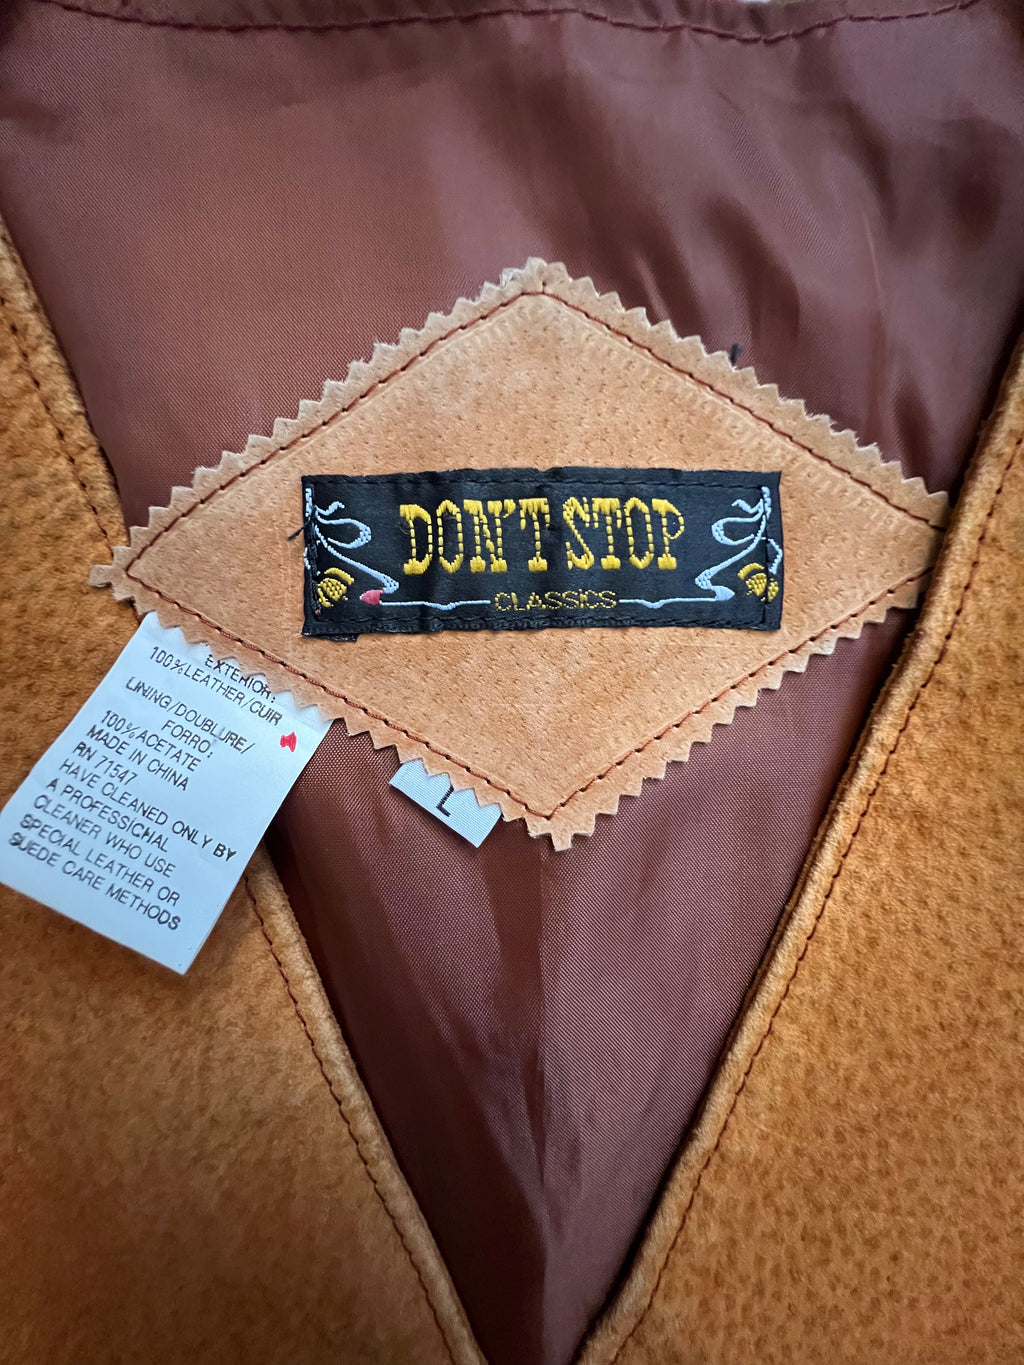 DON'T STOP
CLASSICS
EXTERIOR:
100% LEATHER/CUIR
LINING/DOUBLURE/
FORRO:
100% ACETATE
MADE IN CHINA
RN 71547
HAVE CLEANED ONLY BY
A PROFESSICHAL
CLEANER WHO USE
SPECIAL LEATHER OR
SUEDE CARE METHODS
L